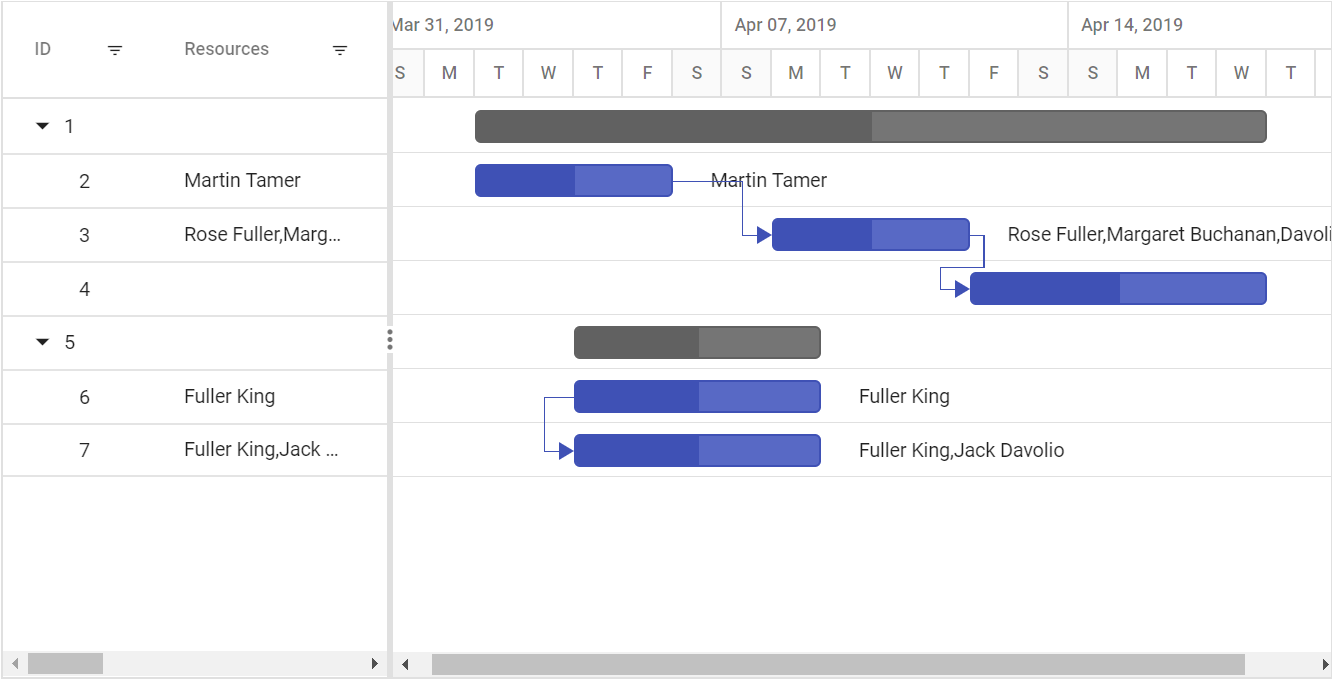 ID Resources
Mar 31, 2019 Apr 07, 2019 Apr 14, 2019
S M T W T F S S M T W T F S S M T W T
1
2 Martin Tamer Martin Tamer
3 Rose Fuller,Marg... Rose Fuller,Margaret Buchanan,Davoli
4
5
6 Fuller King Fuller King
7 Fuller King,Jack ... Fuller King,Jack Davolio